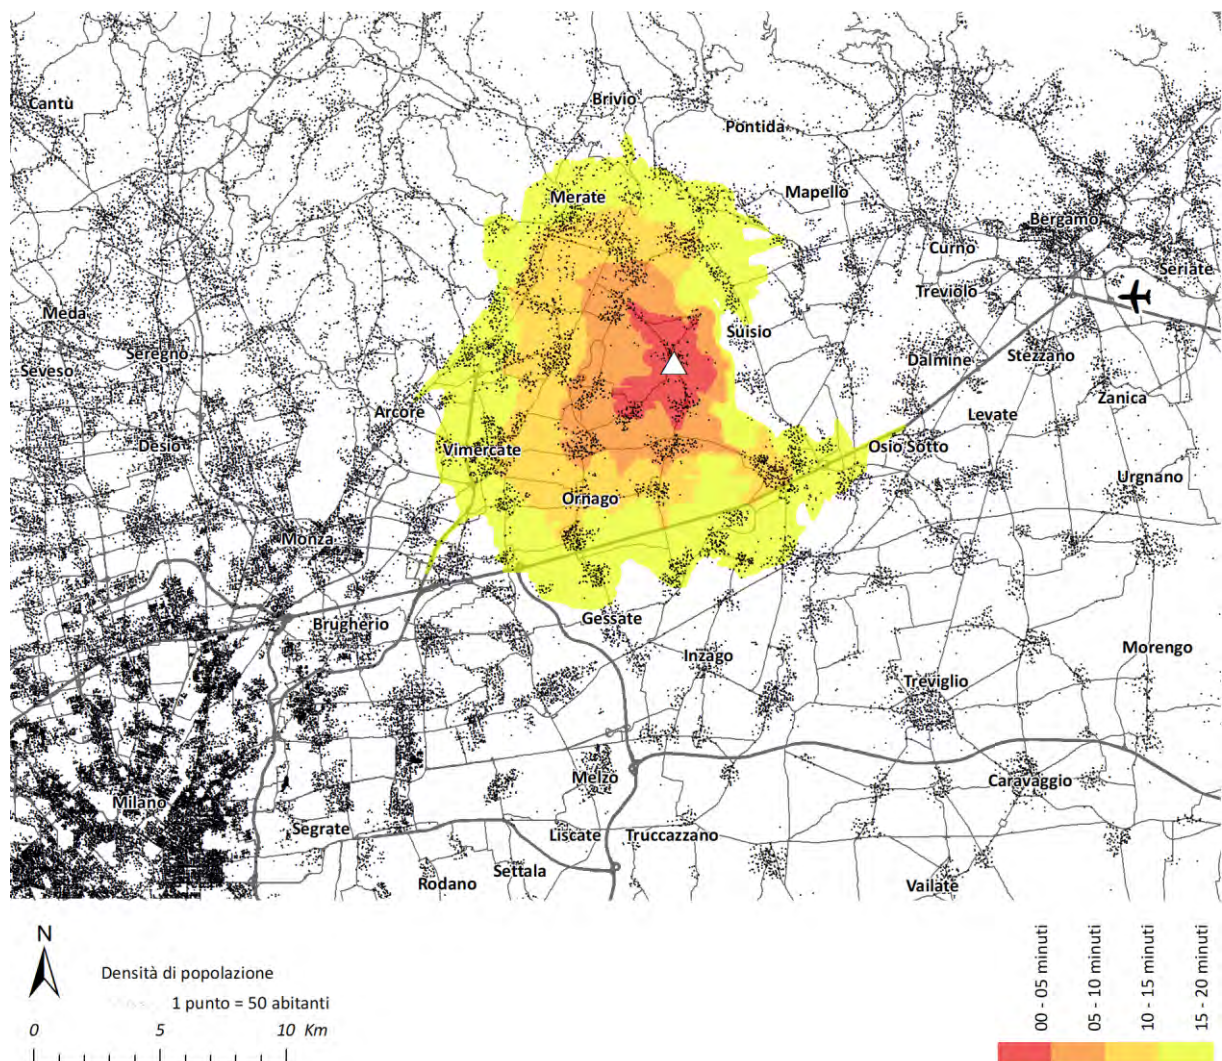 Cantù
Brivio
Pontida
Merate
Mapello
Bergamo
Curno
Seriate
Treviolo
Meda
Suisio
Seregno
Stezzano
Seveso
Dalmine
Zanica
Arcore
Levate
Desio
Vimercate
Osio Sotto
Urgnano
Ornago
Monza
Gessate
Brugherio
Morengo
Inzago
Treviglio
Melzo
Caravaggio
Milano
Segrate
Liscate
Truccazzano
Settala
Rodano
Vailate
N
Densità di popolazione
1 punto = 50 abitanti
0 5 10 Km
00 - 05 minuti
05 - 10 minuti
10 - 15 minuti
15 - 20 minuti